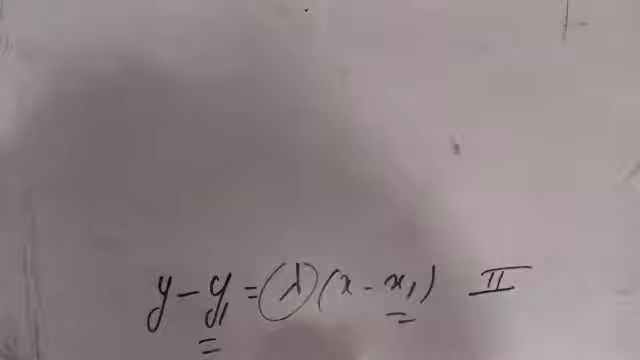 y - y₁ = (λ) (x - x₁) II